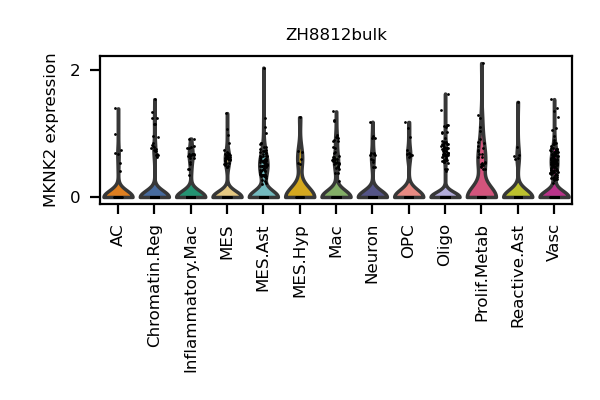 ZH8812bulk
MKNK2 expression
2
0
AC
Chromatin.Reg
Inflammatory.Mac
MES
MES.Ast
MES.Hyp
Mac
Neuron
OPC
Oligo
Prolif.Metab
Reactive.Ast
Vasc